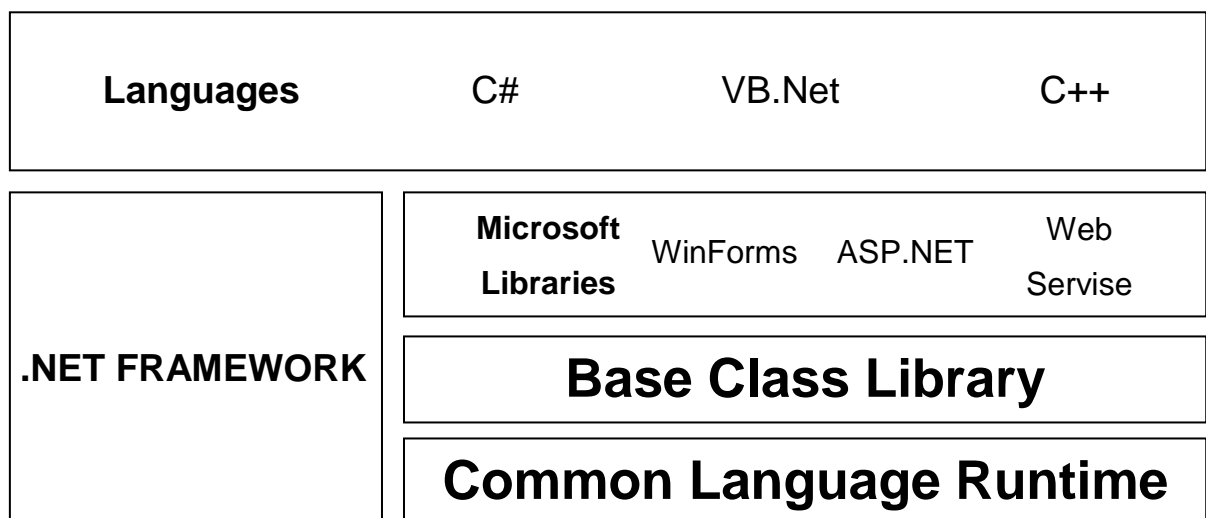 Languages C# VB.Net C++
.NET FRAMEWORK
Microsoft
Libraries
WinForms ASP.NET
Web
Servise
Base Class Library
Common Language Runtime